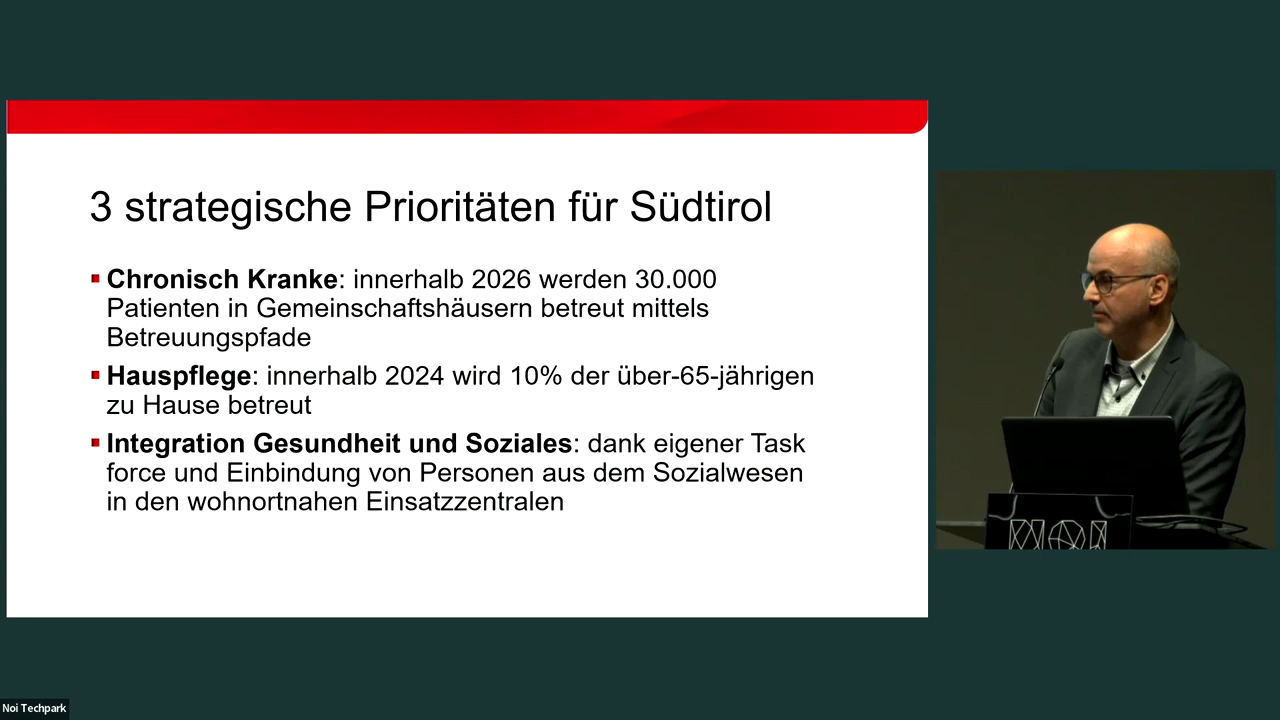 3 strategische Prioritäten für Südtirol
Chronisch Kranke: innerhalb 2026 werden 30.000
Patienten in Gemeinschaftshäusern betreut mittels
Betreuungspfade
Hauspflege: innerhalb 2024 wird 10% der über-65-jährigen
zu Hause betreut
Integration Gesundheit und Soziales: dank eigener Task
force und Einbindung von Personen aus dem Sozialwesen
in den wohnortnahen Einsatzzentralen
NOI
Noi Techpark